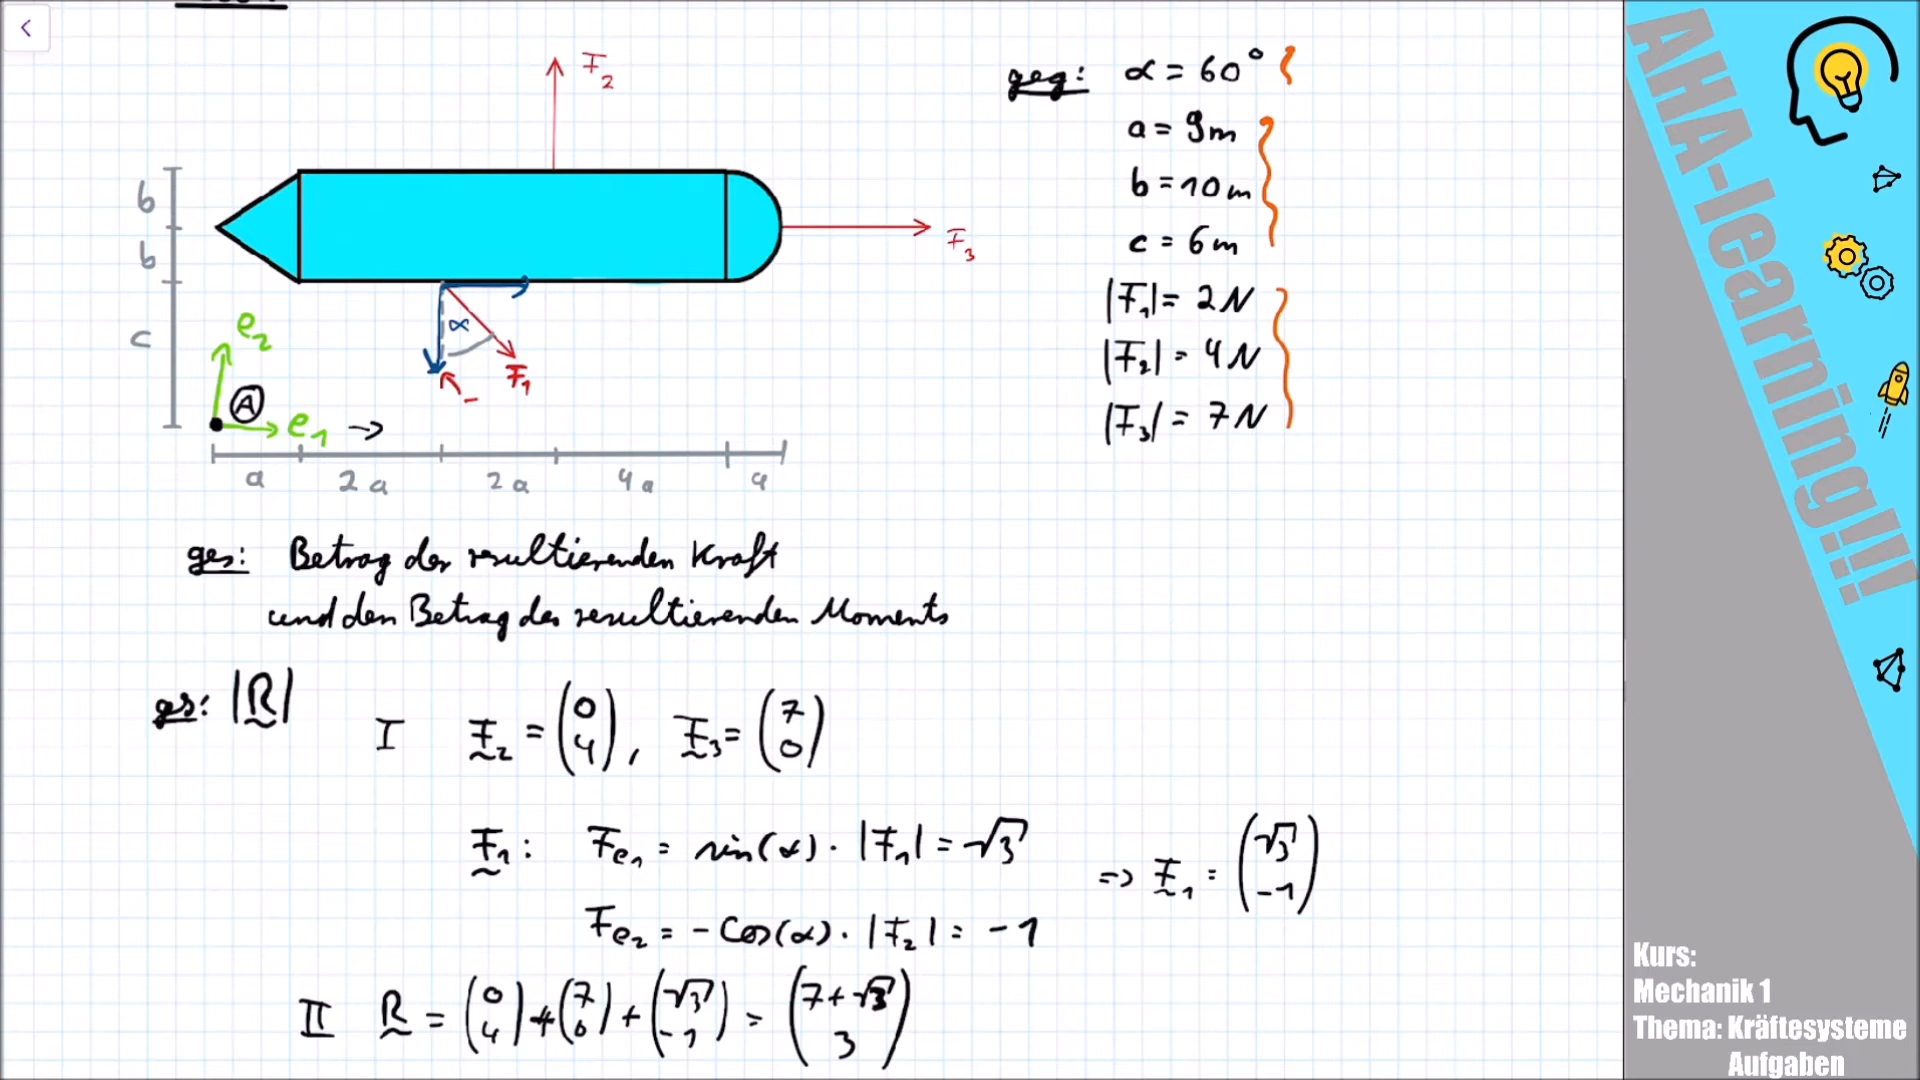 F₂
geg: α = 60°
a = 9m
b = 10m
c = 6m
|F₁| = 2N
|F₂| = 4N
|F₃| = 7N
b
b
c
F₃
α
F₁
-
e₂
A
e₁ →
a 2a 2a 4a a
ges: Betrag der resultierenden Kraft
und den Betrag des resultierenden Moments
ges: |R|
I F₂ = (0 4), F₃ = (7 0)
F₁: Fe₁ = sin(α) · |F₁| = √3
=> F₁ = (√3 -1)
Fe₂ = - Cos(α) · |F₂| = -1
II R = (0 4) + (7 0) + (√3 -1) = (7+√3 3)
AHA-learning!!!
Kurs:
Mechanik 1
Thema: Kräftesysteme
Aufgaben